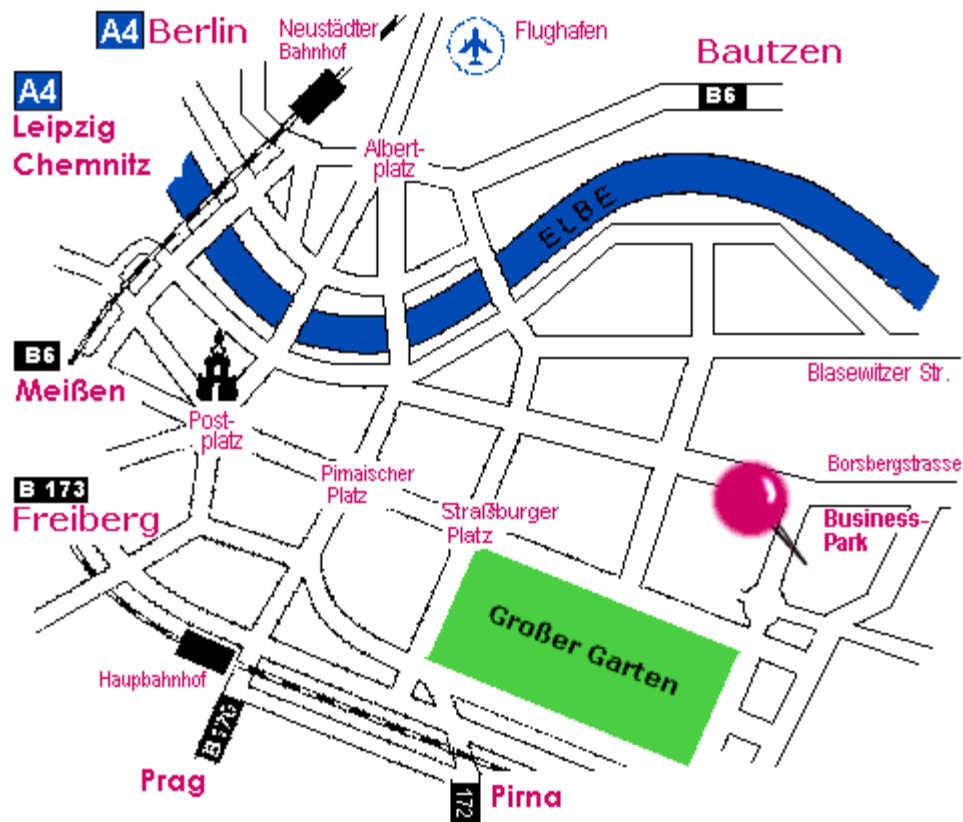 A4 Berlin
Neustädter
Bahnhof
Flughafen
Bautzen
B6
A4
Leipzig
Chemnitz
Albert-
platz
ELBE
B6
Meißen
Blasewitzer Str.
Post-
platz
Pirnaischer
Platz
Borsbergstrasse
B 173
Freiberg
Straßburger
Platz
Business-
Park
Großer Garten
Haupbahnhof
Prag
172
Pirna